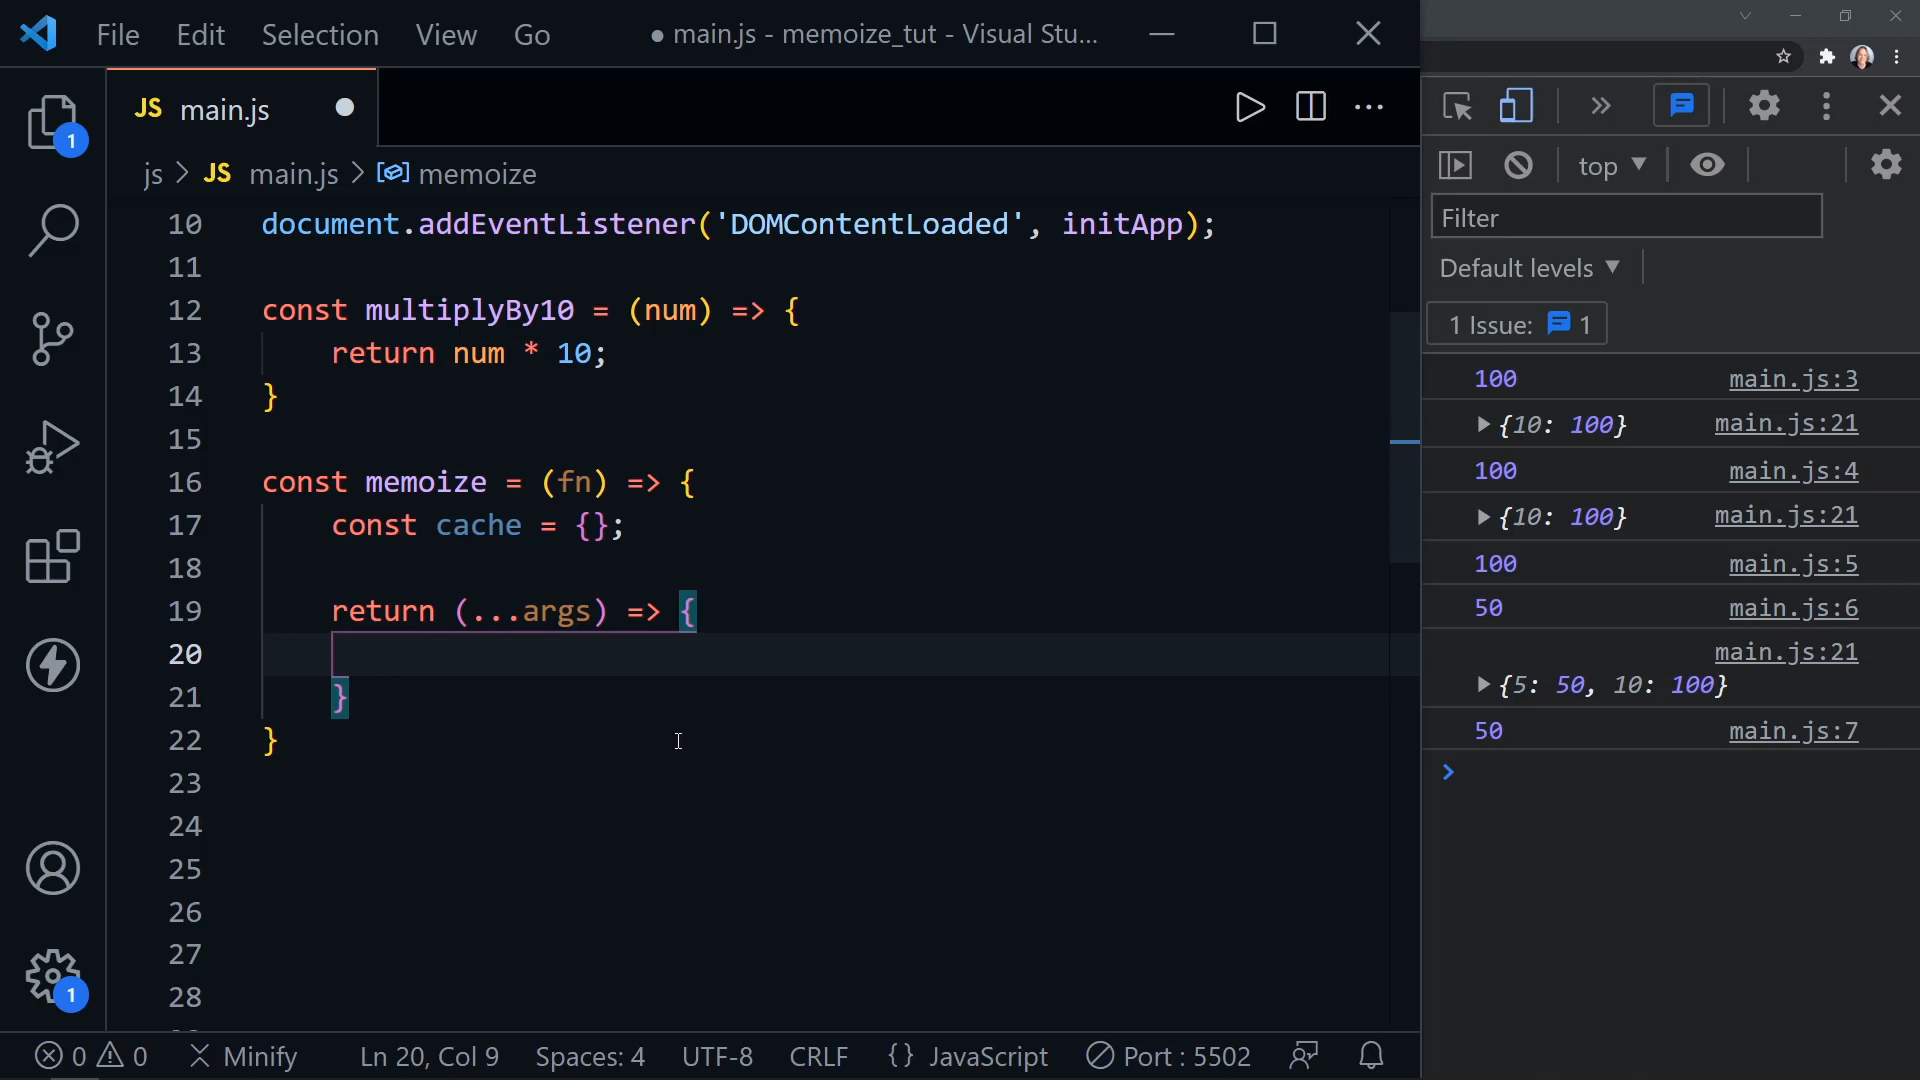 File Edit Selection View Go
● main.js - memoize_tut - Visual Stu...
JS main.js
js > JS main.js > memoize
10 document.addEventListener('DOMContentLoaded', initApp);
11
12 const multiplyBy10 = (num) => {
13 return num * 10;
14 }
15
16 const memoize = (fn) => {
17 const cache = {};
18
19 return (...args) => {
20
21 }
22 }
23
24
25
26
27
28
1
1
0 0 Minify Ln 20, Col 9 Spaces: 4 UTF-8 CRLF {} JavaScript Port : 5502
top
Filter
Default levels
1 Issue: 1
100 main.js:3
{10: 100} main.js:21
100 main.js:4
{10: 100} main.js:21
100 main.js:5
50 main.js:6
main.js:21
{5: 50, 10: 100}
50 main.js:7